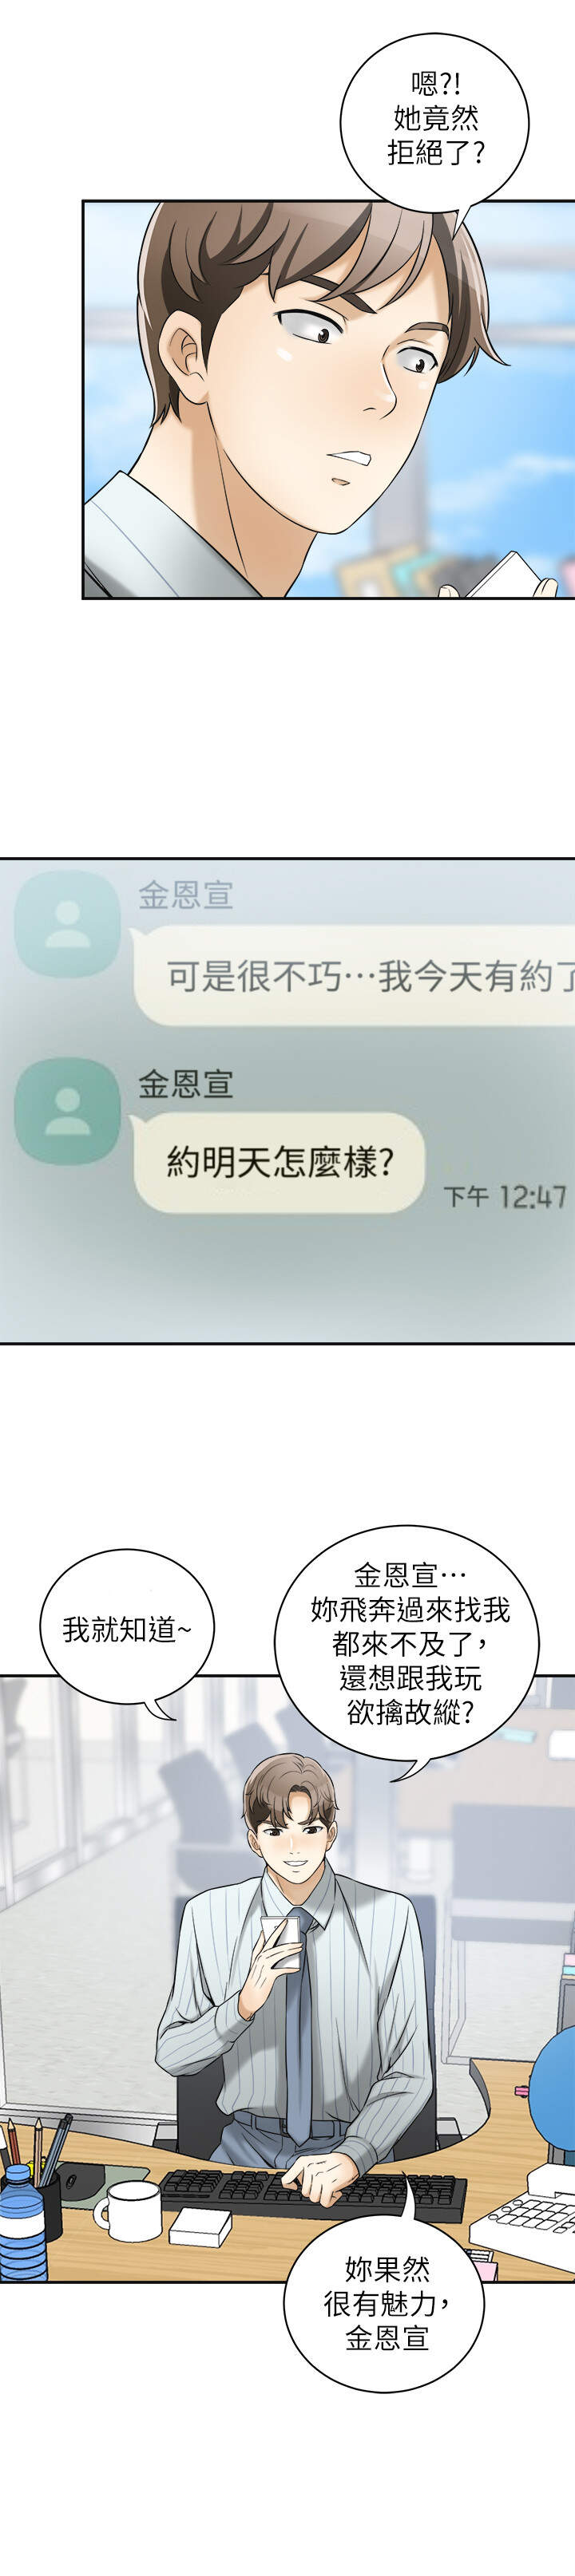 嗯?!
她竟然
拒絕了?
金恩宣
可是很不巧…我今天有約了
金恩宣
約明天怎麼樣?
下午 12:47
我就知道~
金恩宣…
妳飛奔過來找我
都來不及了，
還想跟我玩
欲擒故縱?
妳果然
很有魅力，
金恩宣